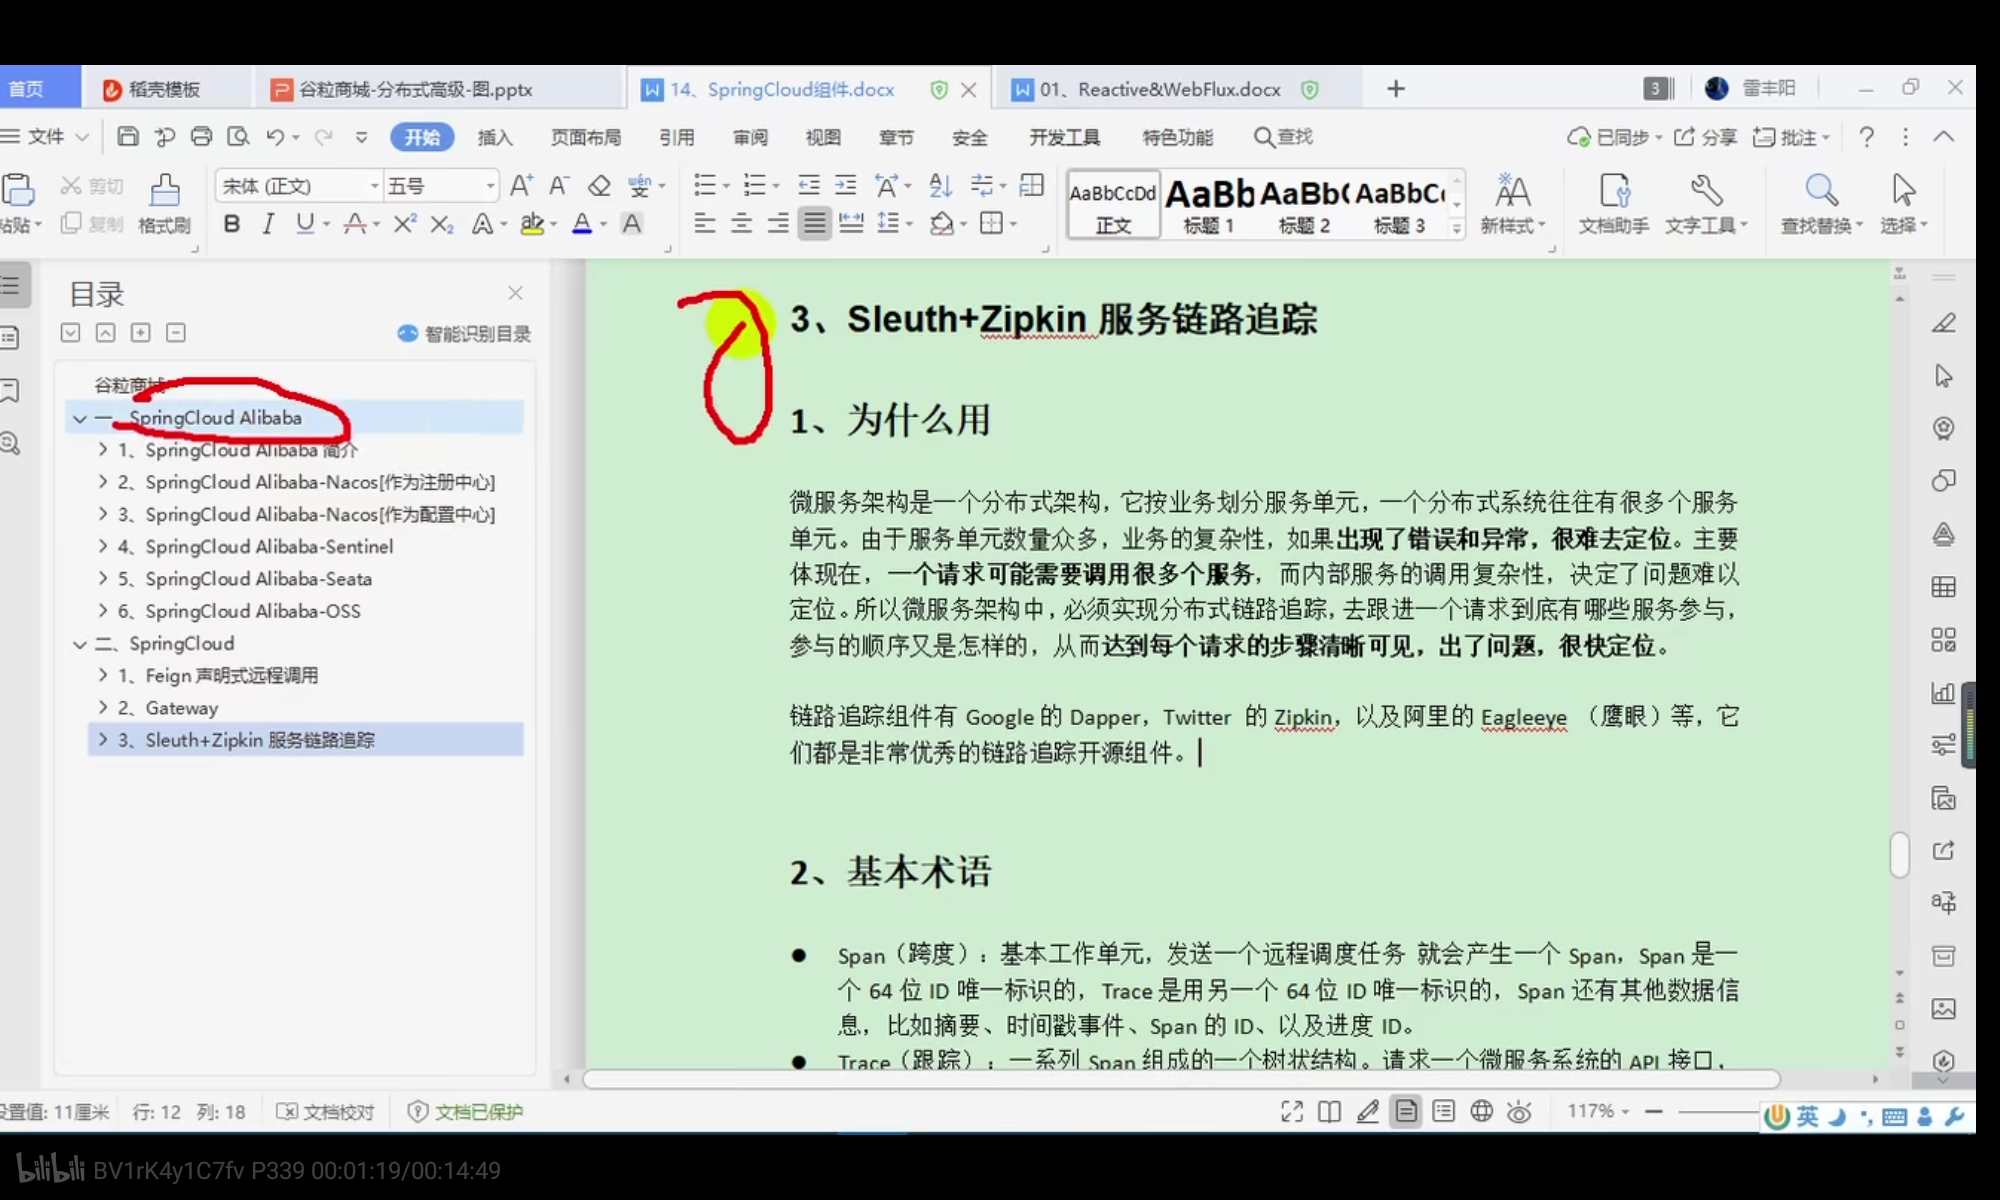 首页
稻壳模板
谷粒商城-分布式高级-图.pptx
14、SpringCloud组件.docx
01、Reactive&WebFlux.docx
3
雷丰阳
文件
开始
插入
页面布局
引用
审阅
视图
章节
安全
开发工具
特色功能
查找
已同步
分享
批注
粘贴
剪切
复制
格式刷
宋体 (正文)
五号
AaBbCcDd
正文
AaBb
标题 1
AaBb(
标题 2
AaBbC
标题 3
新样式
文档助手
文字工具
查找替换
选择
目录
智能识别目录
谷粒商城
一、SpringCloud Alibaba
1、SpringCloud Alibaba 简介
2、SpringCloud Alibaba-Nacos[作为注册中心]
3、SpringCloud Alibaba-Nacos[作为配置中心]
4、SpringCloud Alibaba-Sentinel
5、SpringCloud Alibaba-Seata
6、SpringCloud Alibaba-OSS
二、SpringCloud
1、Feign 声明式远程调用
2、Gateway
3、Sleuth+Zipkin 服务链路追踪
3、Sleuth+Zipkin 服务链路追踪
1、为什么用
微服务架构是一个分布式架构，它按业务划分服务单元，一个分布式系统往往有很多个服务
单元。由于服务单元数量众多，业务的复杂性，如果出现了错误和异常，很难去定位。主要
体现在，一个请求可能需要调用很多个服务，而内部服务的调用复杂性，决定了问题难以
定位。所以微服务架构中，必须实现分布式链路追踪，去跟进一个请求到底有哪些服务参与，
参与的顺序又是怎样的，从而达到每个请求的步骤清晰可见，出了问题，很快定位。
链路追踪组件有 Google 的 Dapper，Twitter 的 Zipkin，以及阿里的 Eagleeye （鹰眼）等，它
们都是非常优秀的链路追踪开源组件。
2、基本术语
● Span（跨度）：基本工作单元，发送一个远程调度任务 就会产生一个 Span，Span 是一
个 64 位 ID 唯一标识的，Trace 是用另一个 64 位 ID 唯一标识的，Span 还有其他数据信
息，比如摘要、时间戳事件、Span 的 ID、以及进度 ID。
● Trace（跟踪）：一系列 Span 组成的一个树状结构。请求一个微服务系统的 API 接口，
设置值: 11厘米
行: 12
列: 18
文档校对
文档已保护
117%
英
bilibili BV1rK4y1C7fv P339 00:01:19/00:14:49